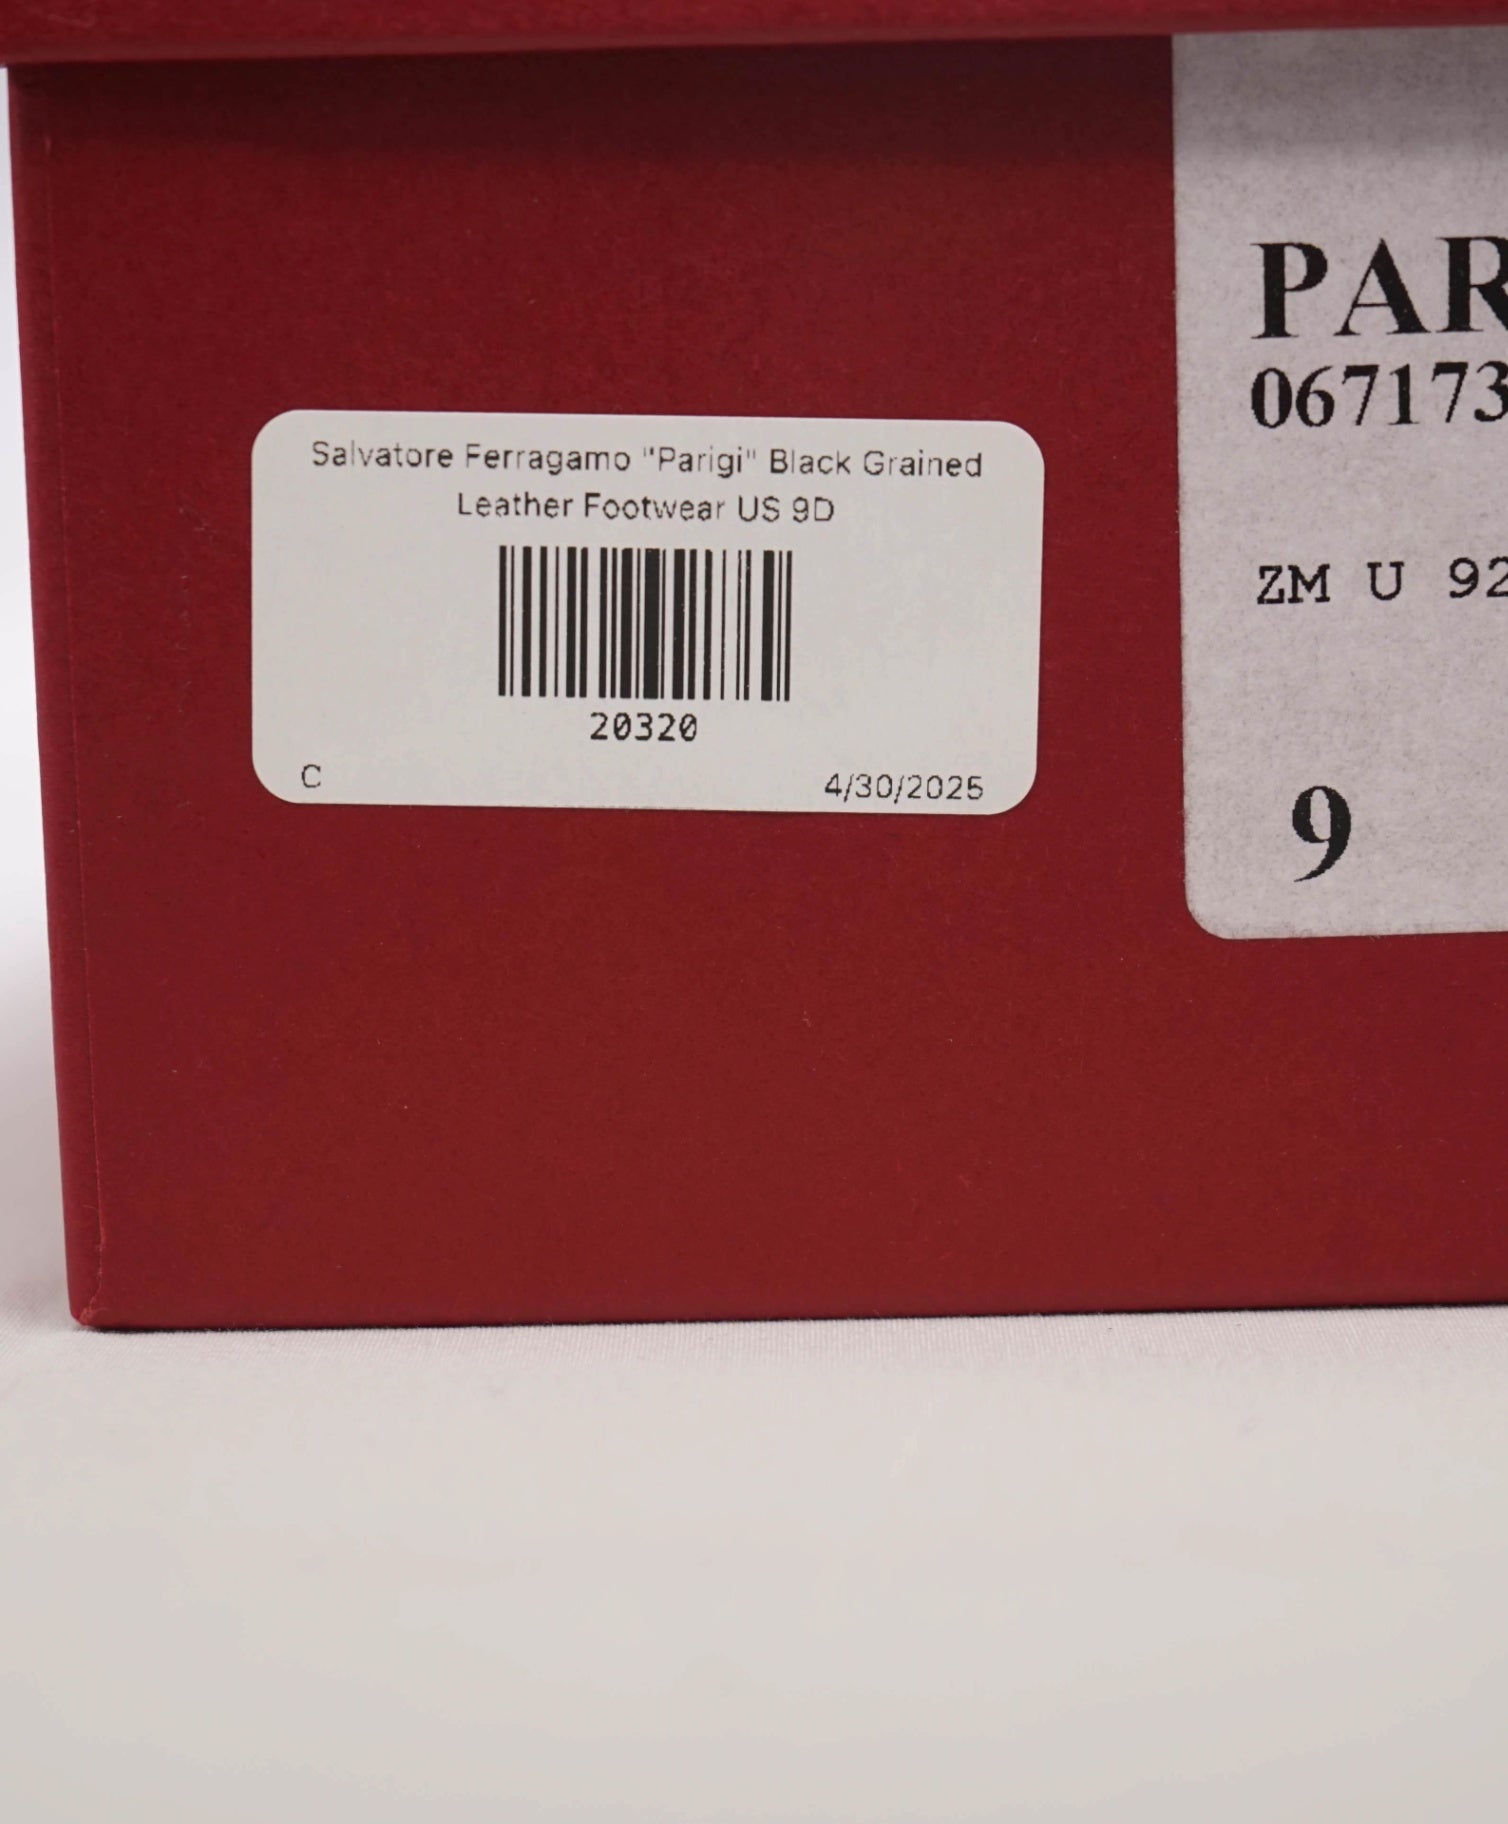 Salvatore Ferragamo "Parigi" Black Grained
Leather Footwear US 9D
20320
C 4/30/2025
PAR
067173
ZM U 92
9